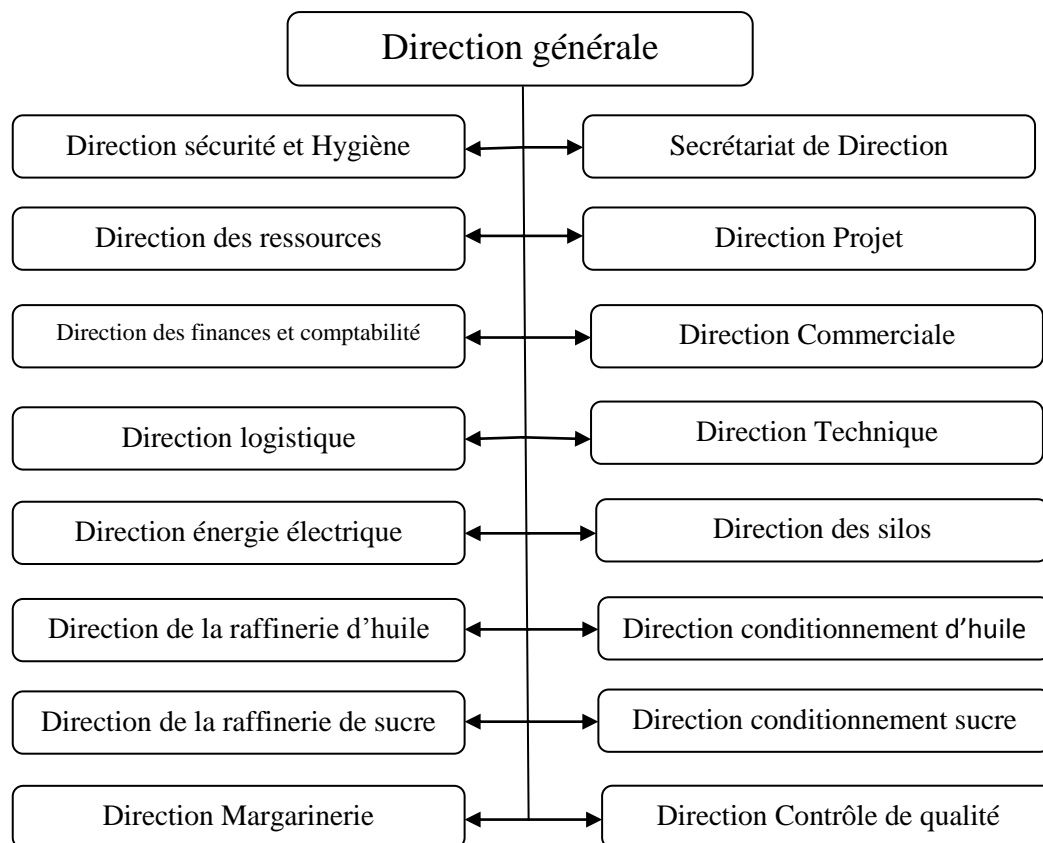 Direction générale
Direction sécurité et Hygiène
Secrétariat de Direction
Direction des ressources
Direction Projet
Direction des finances et comptabilité
Direction Commerciale
Direction logistique
Direction Technique
Direction énergie électrique
Direction des silos
Direction de la raffinerie d’huile
Direction conditionnement d’huile
Direction de la raffinerie de sucre
Direction conditionnement sucre
Direction Margarinerie
Direction Contrôle de qualité